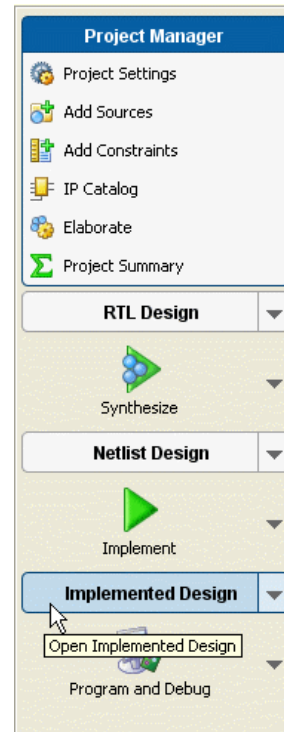 Project Manager
Project Settings
Add Sources
Add Constraints
IP Catalog
Elaborate
Project Summary
RTL Design
Synthesize
Netlist Design
Implement
Implemented Design
Open Implemented Design
Program and Debug